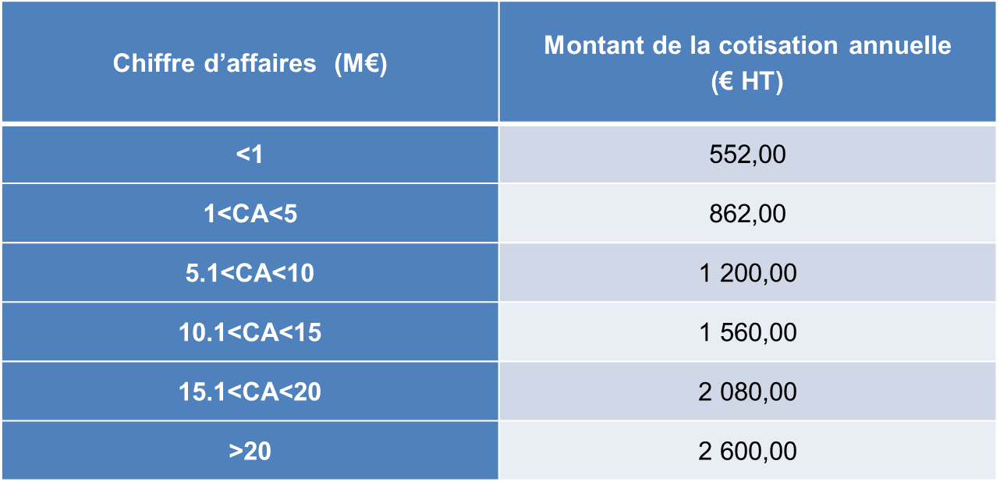 Chiffre d’affaires (M€)
Montant de la cotisation annuelle
(€ HT)
<1
552,00
1<CA<5
862,00
5.1<CA<10
1 200,00
10.1<CA<15
1 560,00
15.1<CA<20
2 080,00
>20
2 600,00